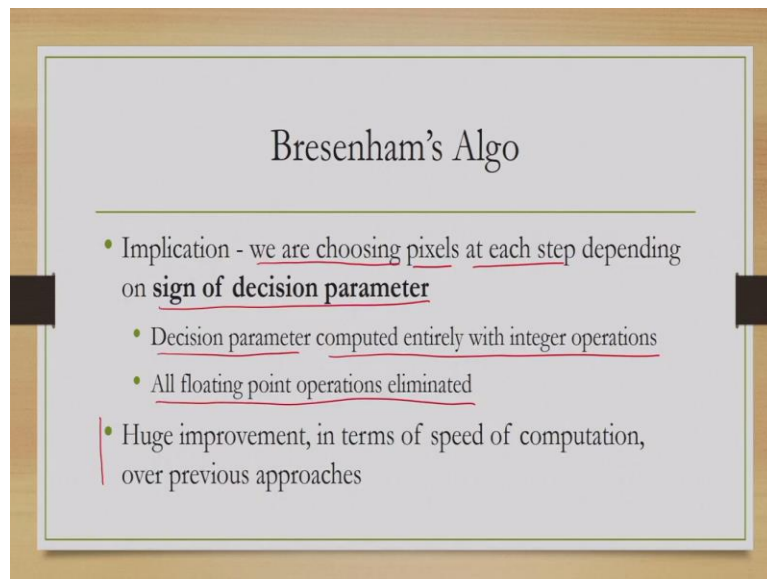 Bresenham's Algo
• Implication - we are choosing pixels at each step depending
on sign of decision parameter
• Decision parameter computed entirely with integer operations
• All floating point operations eliminated
• Huge improvement, in terms of speed of computation,
over previous approaches